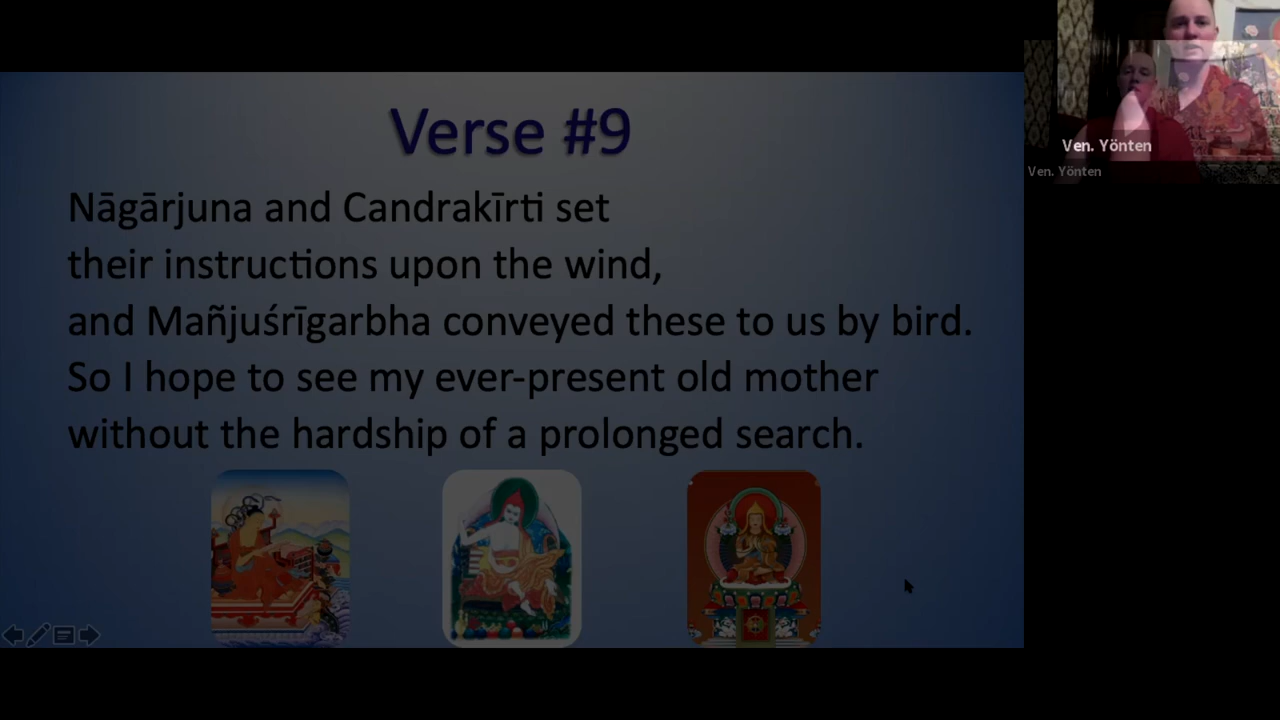 Verse #9
Nāgārjuna and Candrakīrti set
their instructions upon the wind,
and Mañjuśrīgarbha conveyed these to us by bird.
So I hope to see my ever-present old mother
without the hardship of a prolonged search.
Ven. Yönten
Ven. Yönten